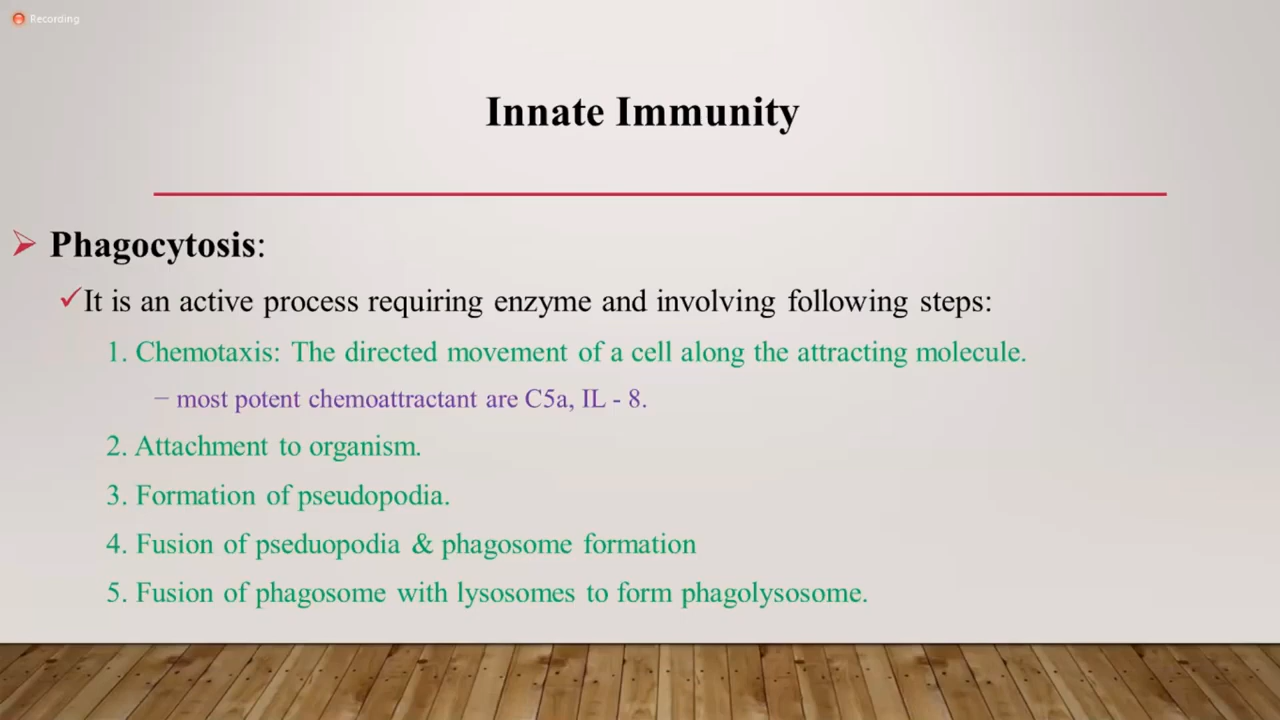 Recording
Innate Immunity
Phagocytosis:
It is an active process requiring enzyme and involving following steps:
1. Chemotaxis: The directed movement of a cell along the attracting molecule.
– most potent chemoattractant are C5a, IL - 8.
2. Attachment to organism.
3. Formation of pseudopodia.
4. Fusion of pseduopodia & phagosome formation
5. Fusion of phagosome with lysosomes to form phagolysosome.